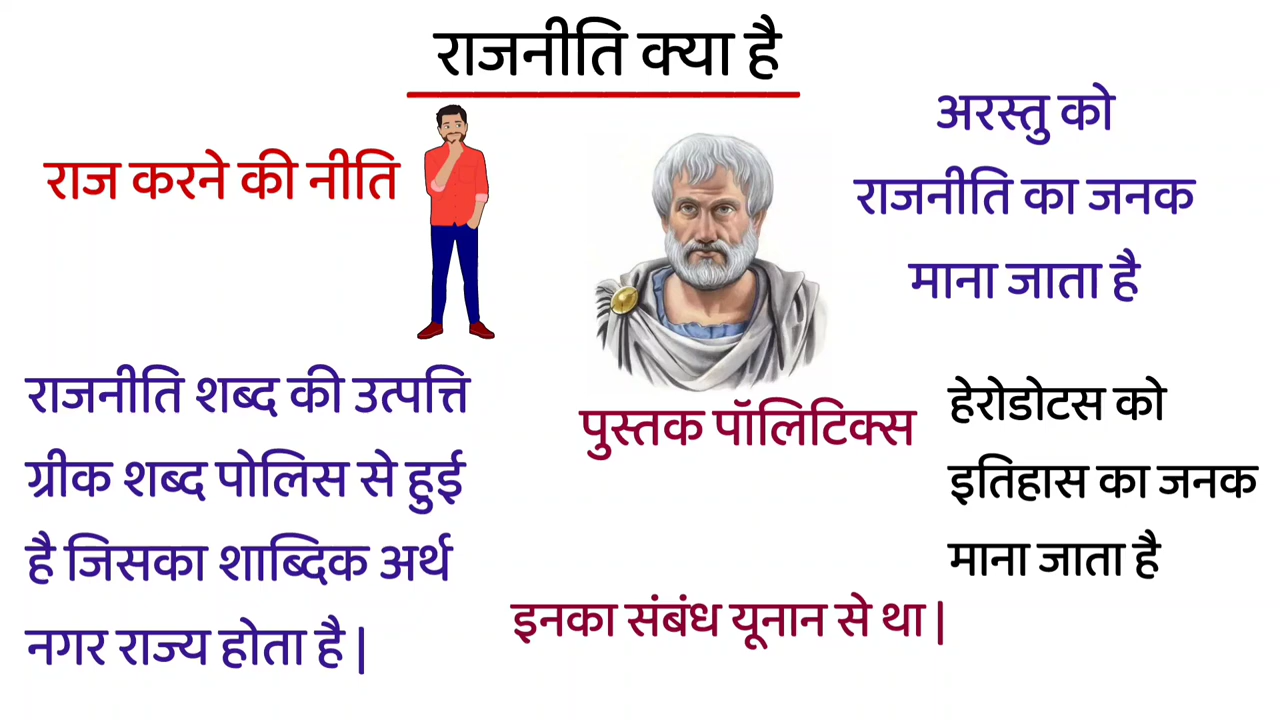 राजनीति क्या है
राज करने की नीति
अरस्तु को
राजनीति का जनक
माना जाता है
राजनीति शब्द की उत्पत्ति
ग्रीक शब्द पोलिस से हुई
है जिसका शाब्दिक अर्थ
नगर राज्य होता है |
पुस्तक पॉलिटिक्स
हेरोडोटस को
इतिहास का जनक
माना जाता है
इनका संबंध यूनान से था |